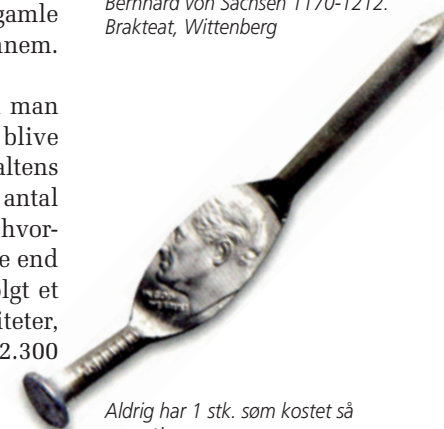 gamle
nnem.
man
blive
altens
antal
hvor-
e end
lgt et
iteter,
2.300
Bernhard von Sachsen 1170-1212.
Brakteat, Wittenberg
Aldrig har 1 stk. søm kostet så